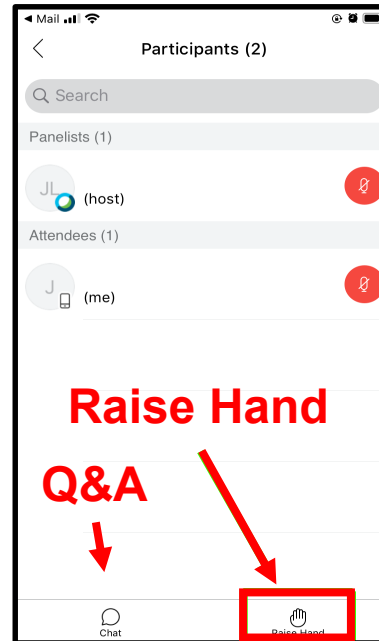 ◀ Mail
Participants (2)
Search
Panelists (1)
JL
(host)
Attendees (1)
J
(me)
Raise Hand
Q&A
Chat
Raise Hand